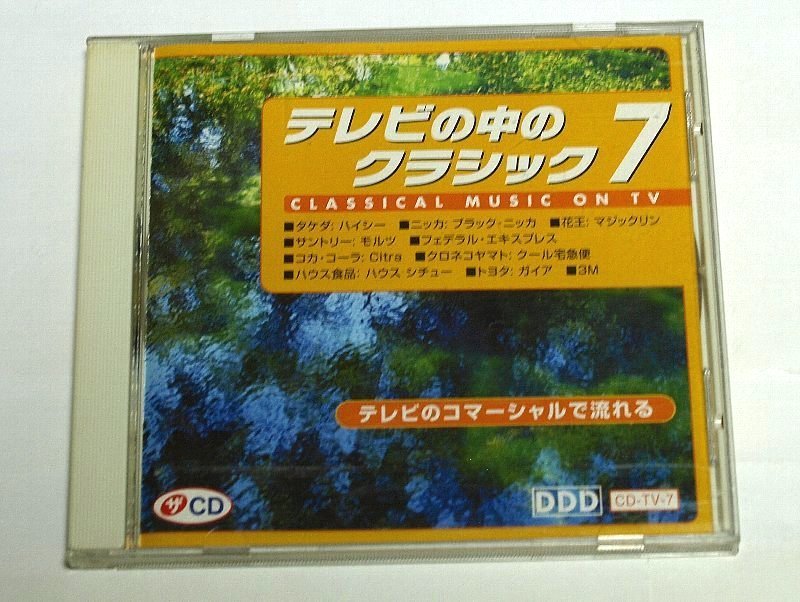 テレビの中の
クラシック 7
CLASSICAL MUSIC ON TV
■タケダ: ハイシー ■ニッカ: ブラック・ニッカ ■花王: マジックリン
■サントリー: モルツ ■フェデラル・エキスプレス
■コカ・コーラ: Citra ■クロネコヤマト: クール宅急便
■ハウス食品: ハウス シチュー ■トヨタ: ガイア ■3M
テレビのコマーシャルで流れる
ザCD
DDD CD-TV-7